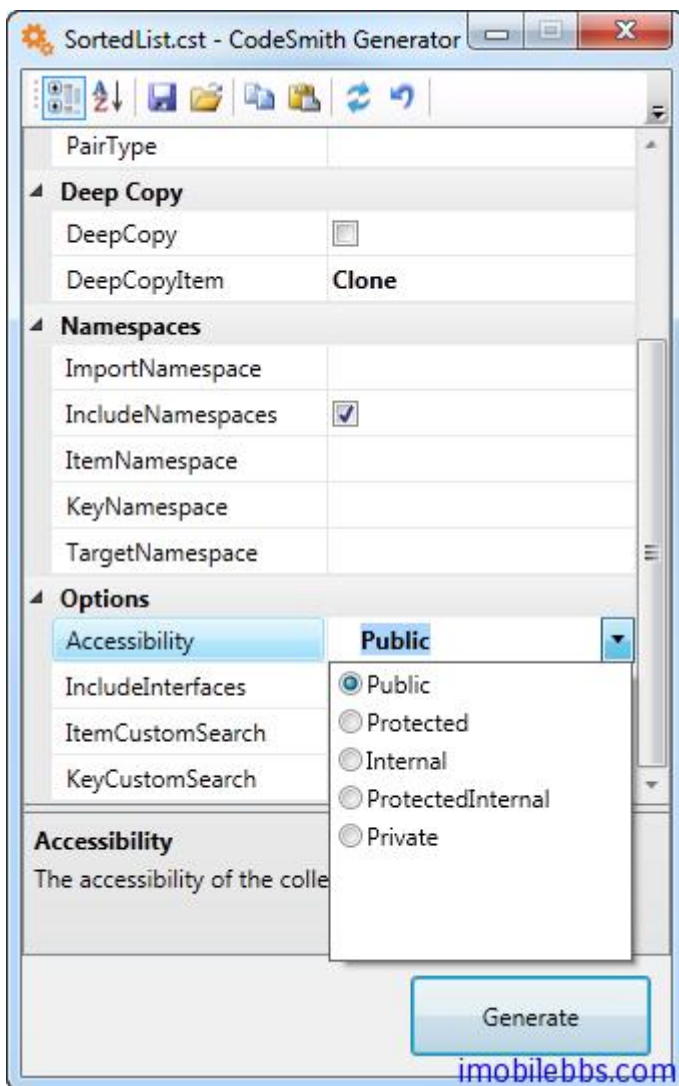 SortedList.cst - CodeSmith Generator
PairType
Deep Copy
DeepCopy
DeepCopyItem Clone
Namespaces
ImportNamespace
IncludeNamespaces
ItemNamespace
KeyNamespace
TargetNamespace
Options
Accessibility Public
IncludeInterfaces Public
ItemCustomSearch Protected
KeyCustomSearch Internal
ProtectedInternal
Private
Accessibility
The accessibility of the colle
Generate
imobilebbs.com